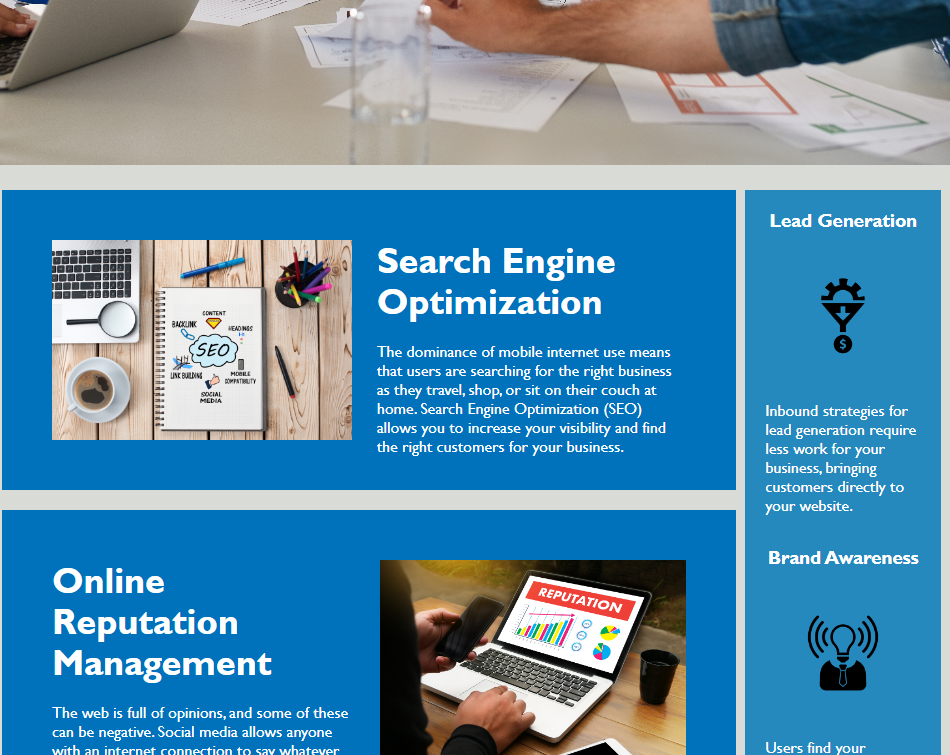 Search Engine
Optimization
The dominance of mobile internet use means
that users are searching for the right business
as they travel, shop, or sit on their couch at
home. Search Engine Optimization (SEO)
allows you to increase your visibility and find
the right customers for your business.
CONTENT
BACKLINK
HEADINGS
SEO
LINK BUILDING
MOBILE
COMPATIBILITY
SOCIAL
MEDIA
Online
Reputation
Management
The web is full of opinions, and some of these
can be negative. Social media allows anyone
with an internet connection to say whatever
REPUTATION
Lead Generation
$
Inbound strategies for
lead generation require
less work for your
business, bringing
customers directly to
your website.
Brand Awareness
Users find your